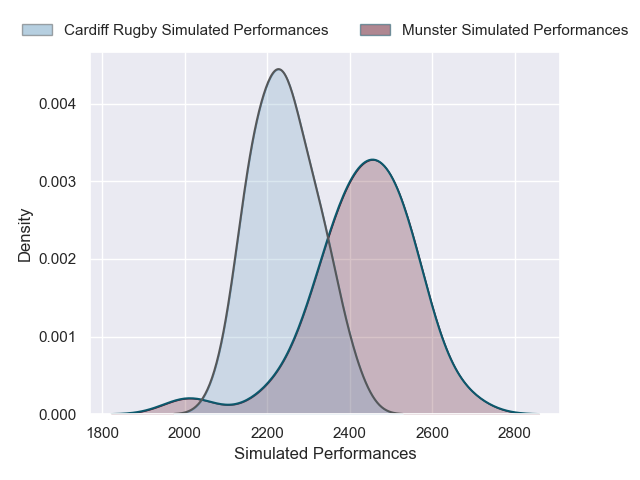 Cardiff Rugby Simulated Performances Munster Simulated Performances
0.004
0.003
0.002
0.001
0.000
Density
1800 2000 2200 2400 2600 2800
Simulated Performances